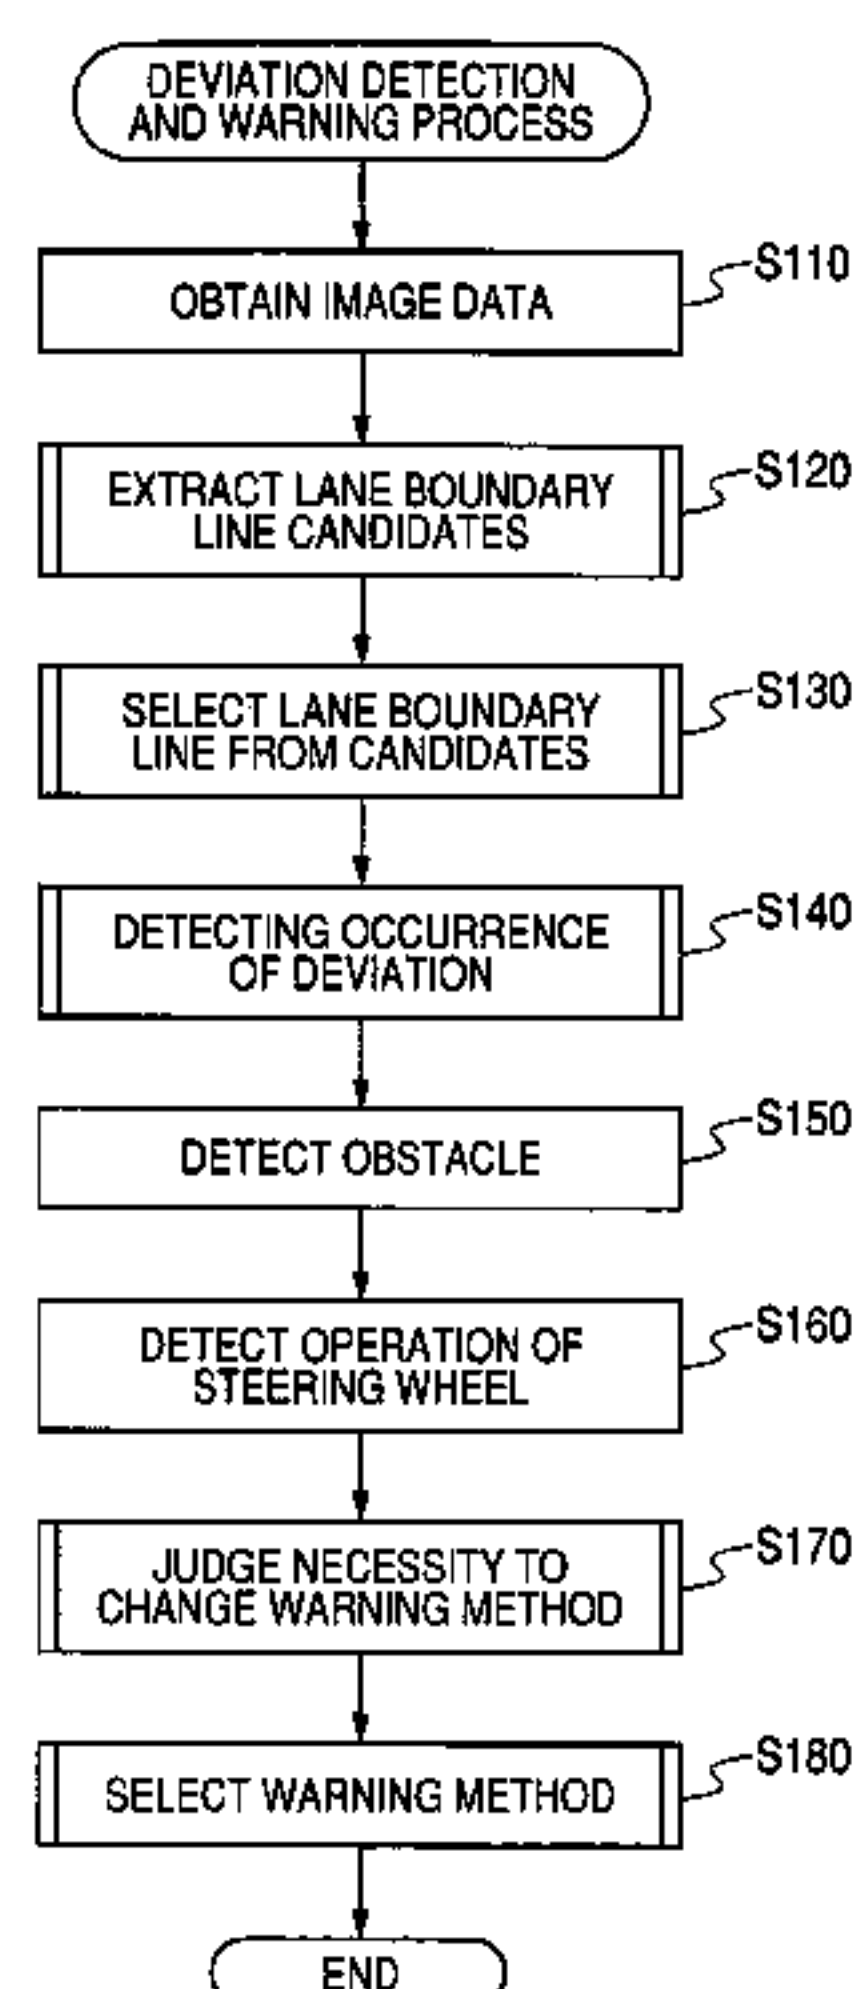 DEVIATION DETECTION
AND WARNING PROCESS
S110
OBTAIN IMAGE DATA
S120
EXTRACT LANE BOUNDARY
LINE CANDIDATES
S130
SELECT LANE BOUNDARY
LINE FROM CANDIDATES
S140
DETECTING OCCURRENCE
OF DEVIATION
S150
DETECT OBSTACLE
S160
DETECT OPERATION OF
STEERING WHEEL
S170
JUDGE NECESSITY TO
CHANGE WARNING METHOD
S180
SELECT WARNING METHOD
END